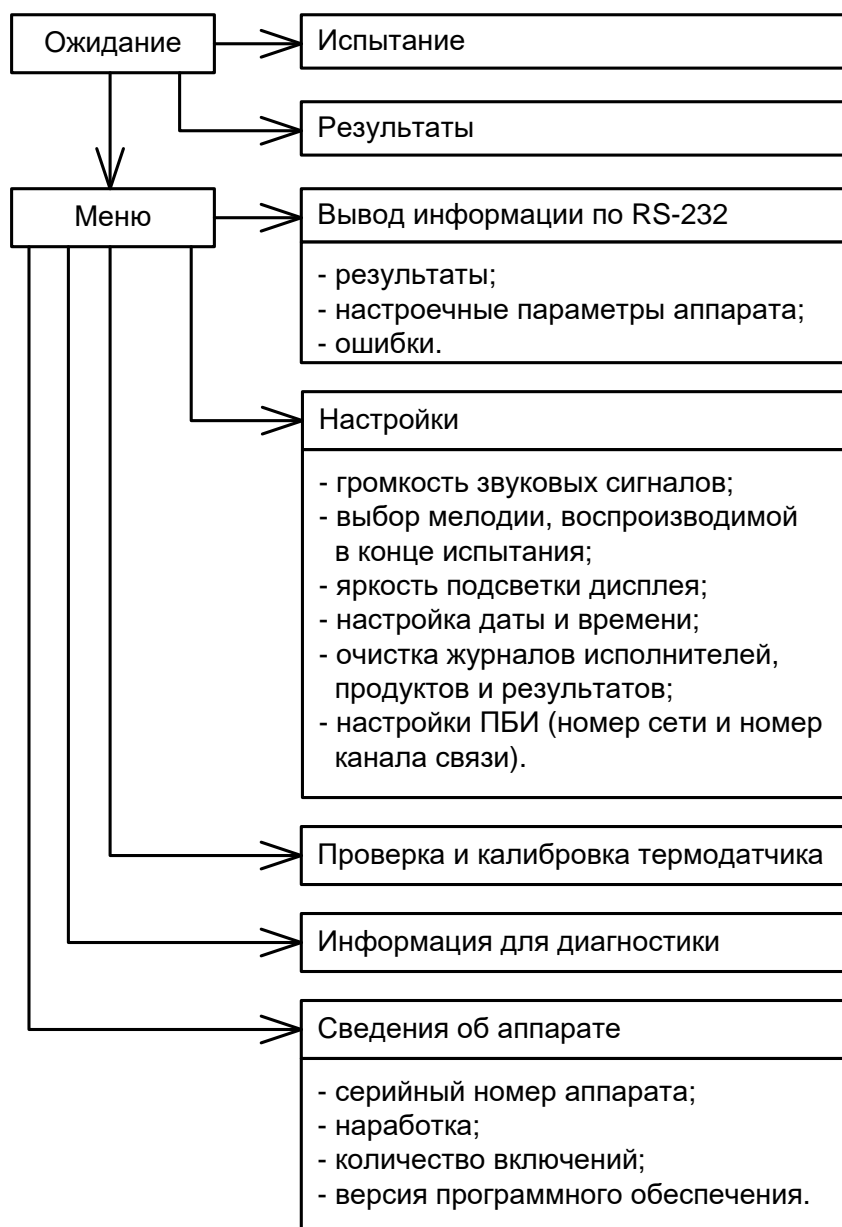 Ожидание
Испытание
Результаты
Меню
Вывод информации по RS-232
- результаты;
- настроечные параметры аппарата;
- ошибки.
Настройки
- громкость звуковых сигналов;
- выбор мелодии, воспроизводимой
в конце испытания;
- яркость подсветки дисплея;
- настройка даты и времени;
- очистка журналов исполнителей,
продуктов и результатов;
- настройки ПБИ (номер сети и номер
канала связи).
Проверка и калибровка термодатчика
Информация для диагностики
Сведения об аппарате
- серийный номер аппарата;
- наработка;
- количество включений;
- версия программного обеспечения.